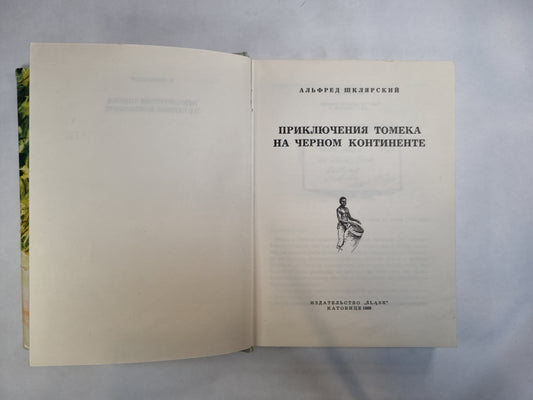 АЛЬФРЕД ШКЛЯРСКИЙ
ПРИКЛЮЧЕНИЯ ТОМЕКА
НА ЧЕРНОМ КОНТИНЕНТЕ
ИЗДАТЕЛЬСТВО „ŚLĄSK"
КАТОВИЦЕ